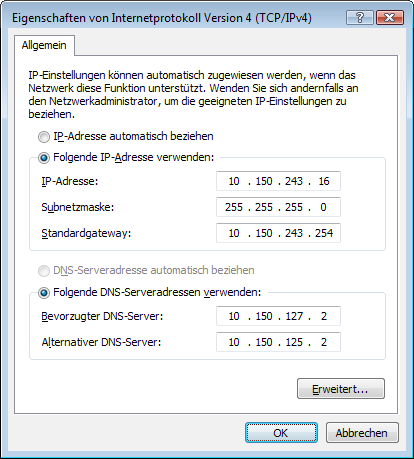 Eigenschaften von Internetprotokoll Version 4 (TCP/IPv4)
Allgemein
IP-Einstellungen können automatisch zugewiesen werden, wenn das
Netzwerk diese Funktion unterstützt. Wenden Sie sich andernfalls an
den Netzwerkadministrator, um die geeigneten IP-Einstellungen zu
beziehen.
IP-Adresse automatisch beziehen
Folgende IP-Adresse verwenden:
IP-Adresse: 10 . 150 . 243 . 16
Subnetzmaske: 255 . 255 . 255 . 0
Standardgateway: 10 . 150 . 243 . 254
DNS-Serveradresse automatisch beziehen
Folgende DNS-Serveradressen verwenden:
Bevorzugter DNS-Server: 10 . 150 . 127 . 2
Alternativer DNS-Server: 10 . 150 . 125 . 2
Erweitert...
OK Abbrechen